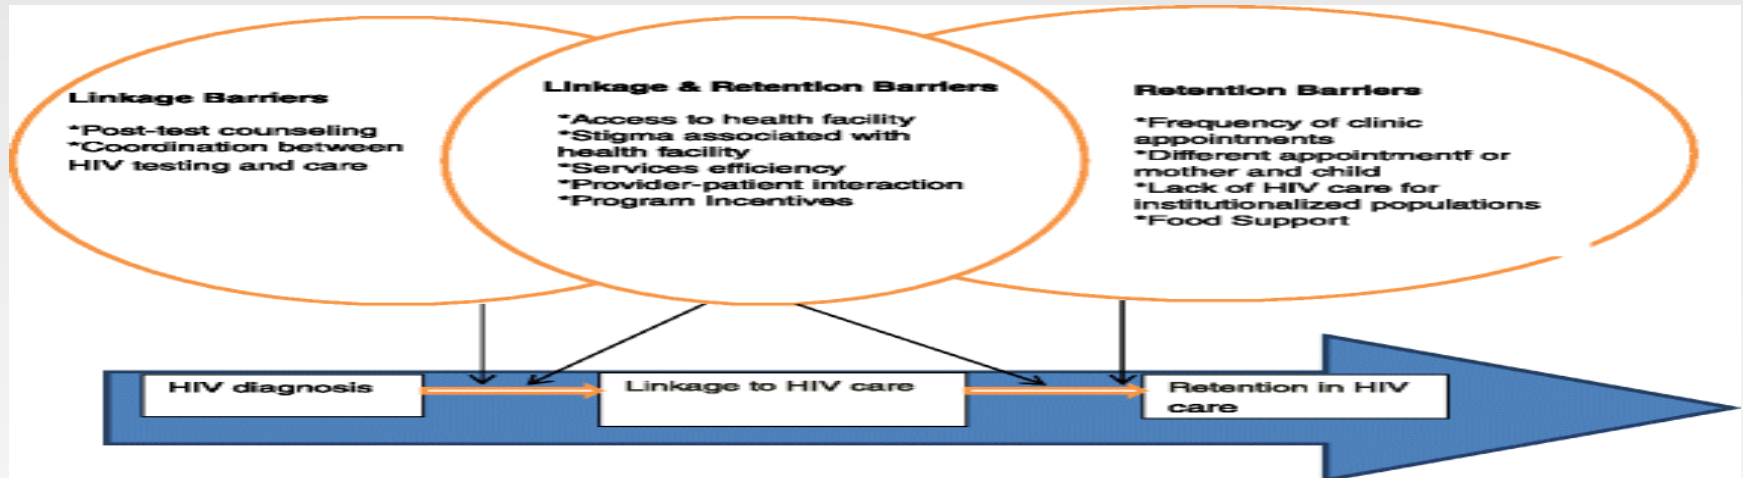 Linkage Barriers
*Post-test counseling
*Coordination between
HIV testing and care
Linkage & Retention Barriers
*Access to health facility
*Stigma associated with
health facility
*Services efficiency
*Provider-patient interaction
*Program Incentives
Retention Barriers
*Frequency of clinic
appointments
*Different appointmentf or
mother and child
*Lack of HIV care for
institutionalized populations
*Food Support
HIV diagnosis
Linkage to HIV care
Retention in HIV
care